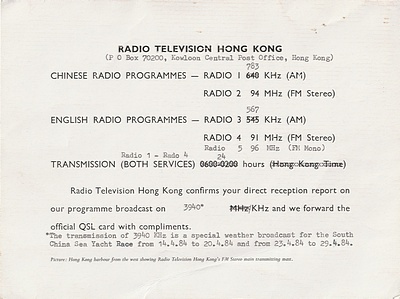 RADIO TELEVISION HONG KONG
(P O Box 70200, Kowloon Central Post Office, Hong Kong)
783
CHINESE RADIO PROGRAMMES — RADIO 1 640 KHz (AM)
RADIO 2 94 MHz (FM Stereo)
567
ENGLISH RADIO PROGRAMMES — RADIO 3 545 KHz (AM)
RADIO 4 91 MHz (FM Stereo)
Radio 5 96 MHz (FM Mono)
Radio 1 - Rado 4 24
TRANSMISSION (BOTH SERVICES) 0600-0200 hours (Hong Kong Time)
Radio Television Hong Kong confirms your direct reception report on
our programme broadcast on 3940* MHz/KHz and we forward the
official QSL card with compliments.
*The transmission of 3940 KHz is a special weather broadcast for the South
China Sea Yacht Race from 14.4.84 to 20.4.84 and from 23.4.84 to 29.4.84.
Picture: Hong Kong harbour from the west showing Radio Television Hong Kong's FM Stereo main transmitting mast.